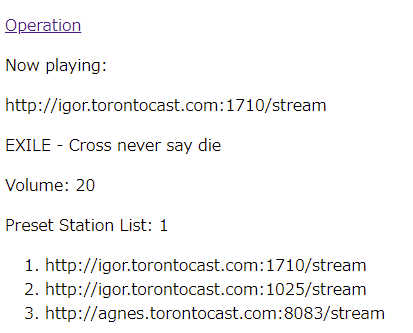 Operation
Now playing:
http://igor.torontocast.com:1710/stream
EXILE - Cross never say die
Volume: 20
Preset Station List: 1
1. http://igor.torontocast.com:1710/stream
2. http://igor.torontocast.com:1025/stream
3. http://agnes.torontocast.com:8083/stream